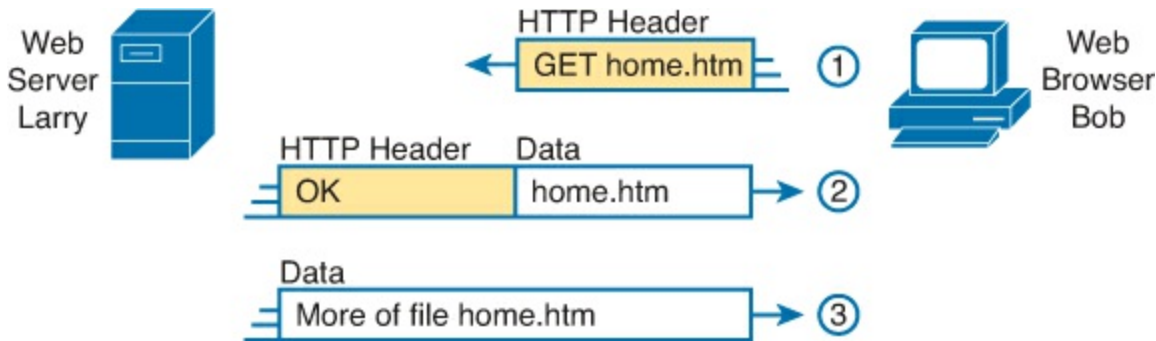 Web
Server
Larry
HTTP Header
GET home.htm
1
Web
Browser
Bob
HTTP Header Data
OK home.htm
2
Data
More of file home.htm
3